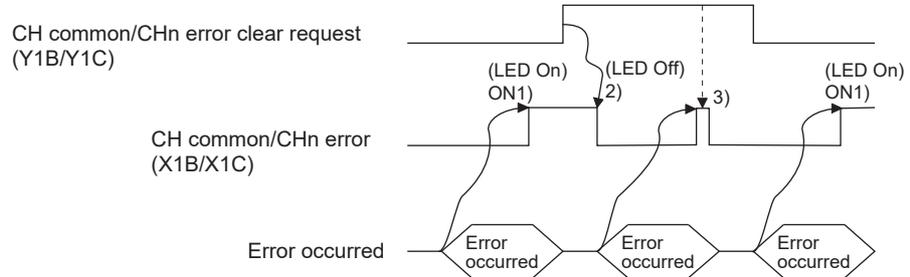 CH common/CHn error clear request
(Y1B/Y1C)
(LED On)
ON1)
(LED Off)
2)
3)
(LED On)
ON1)
CH common/CHn error
(X1B/X1C)
Error occurred
Error
occurred
Error
occurred
Error
occurred